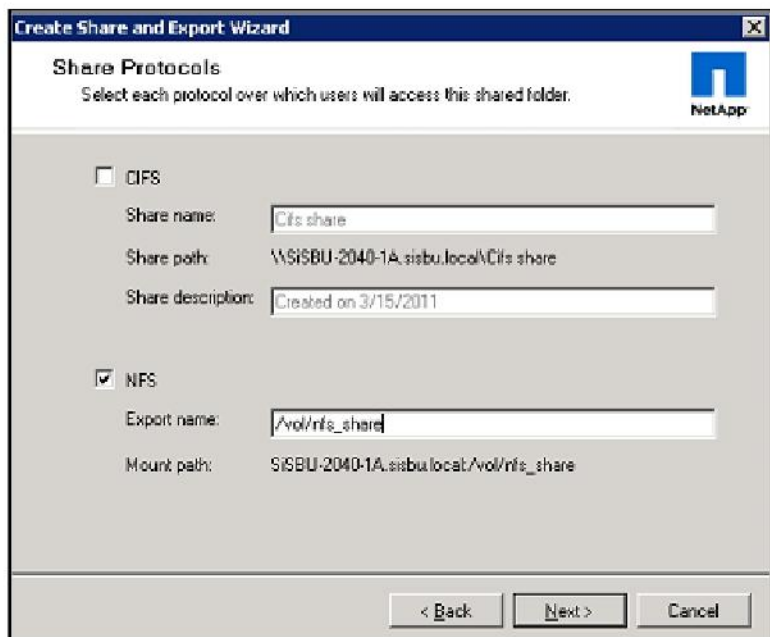 Create Share and Export Wizard
Share Protocols
Select each protocol over which users will access this shared folder.
NetApp
CIFS
Share name: Cifs share
Share path: \\SiSBU-2040-1A.sisbu.local\Cifs share
Share description: Created on 3/15/2011
NFS
Export name: /vol/nfs_share
Mount path: SiSBU-2040-1A.sisbu.local:/vol/nfs_share
< Back Next > Cancel